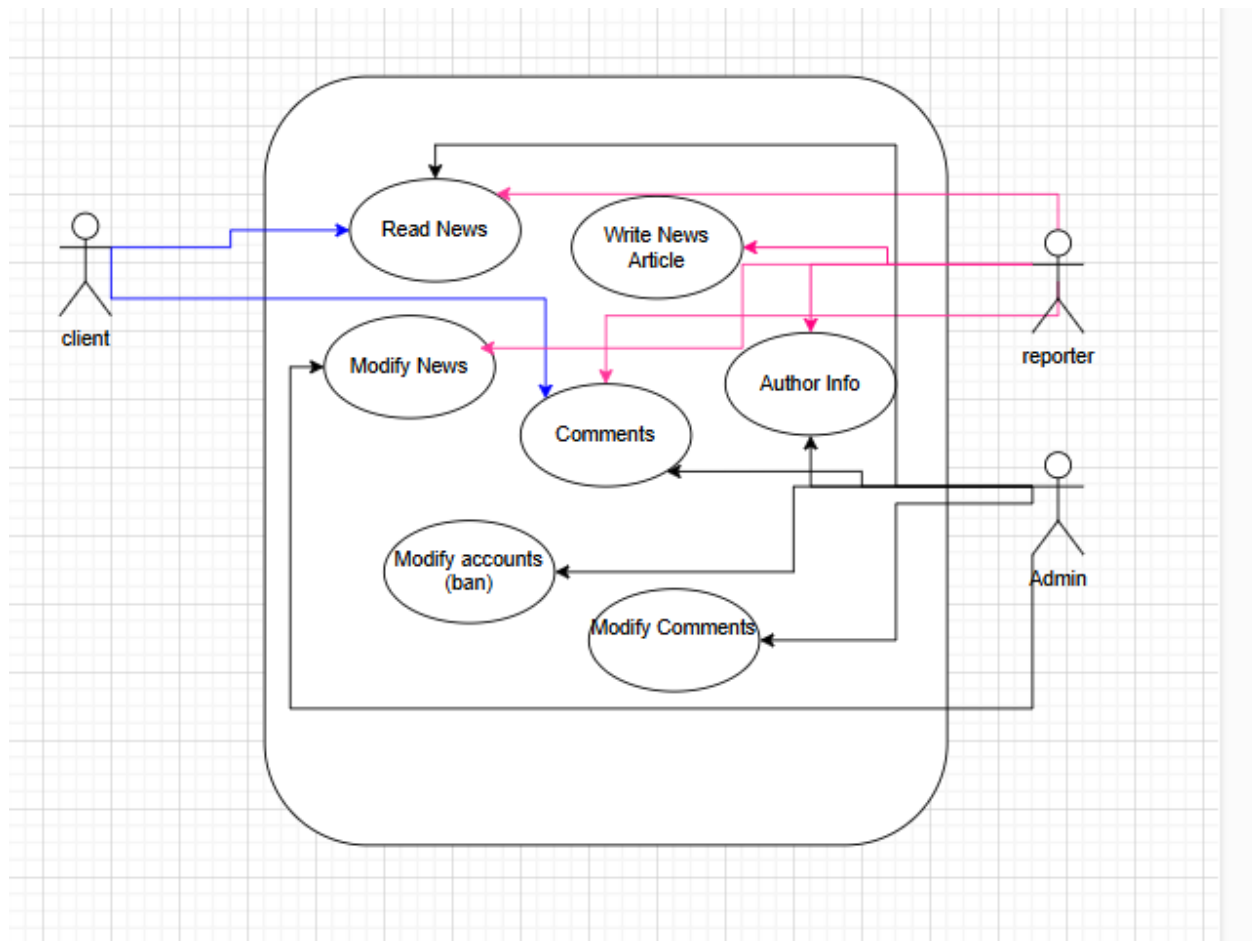 Read News
Write News
Article
client
reporter
Modify News
Author Info
Comments
Modify accounts
(ban)
Admin
Modify Comments